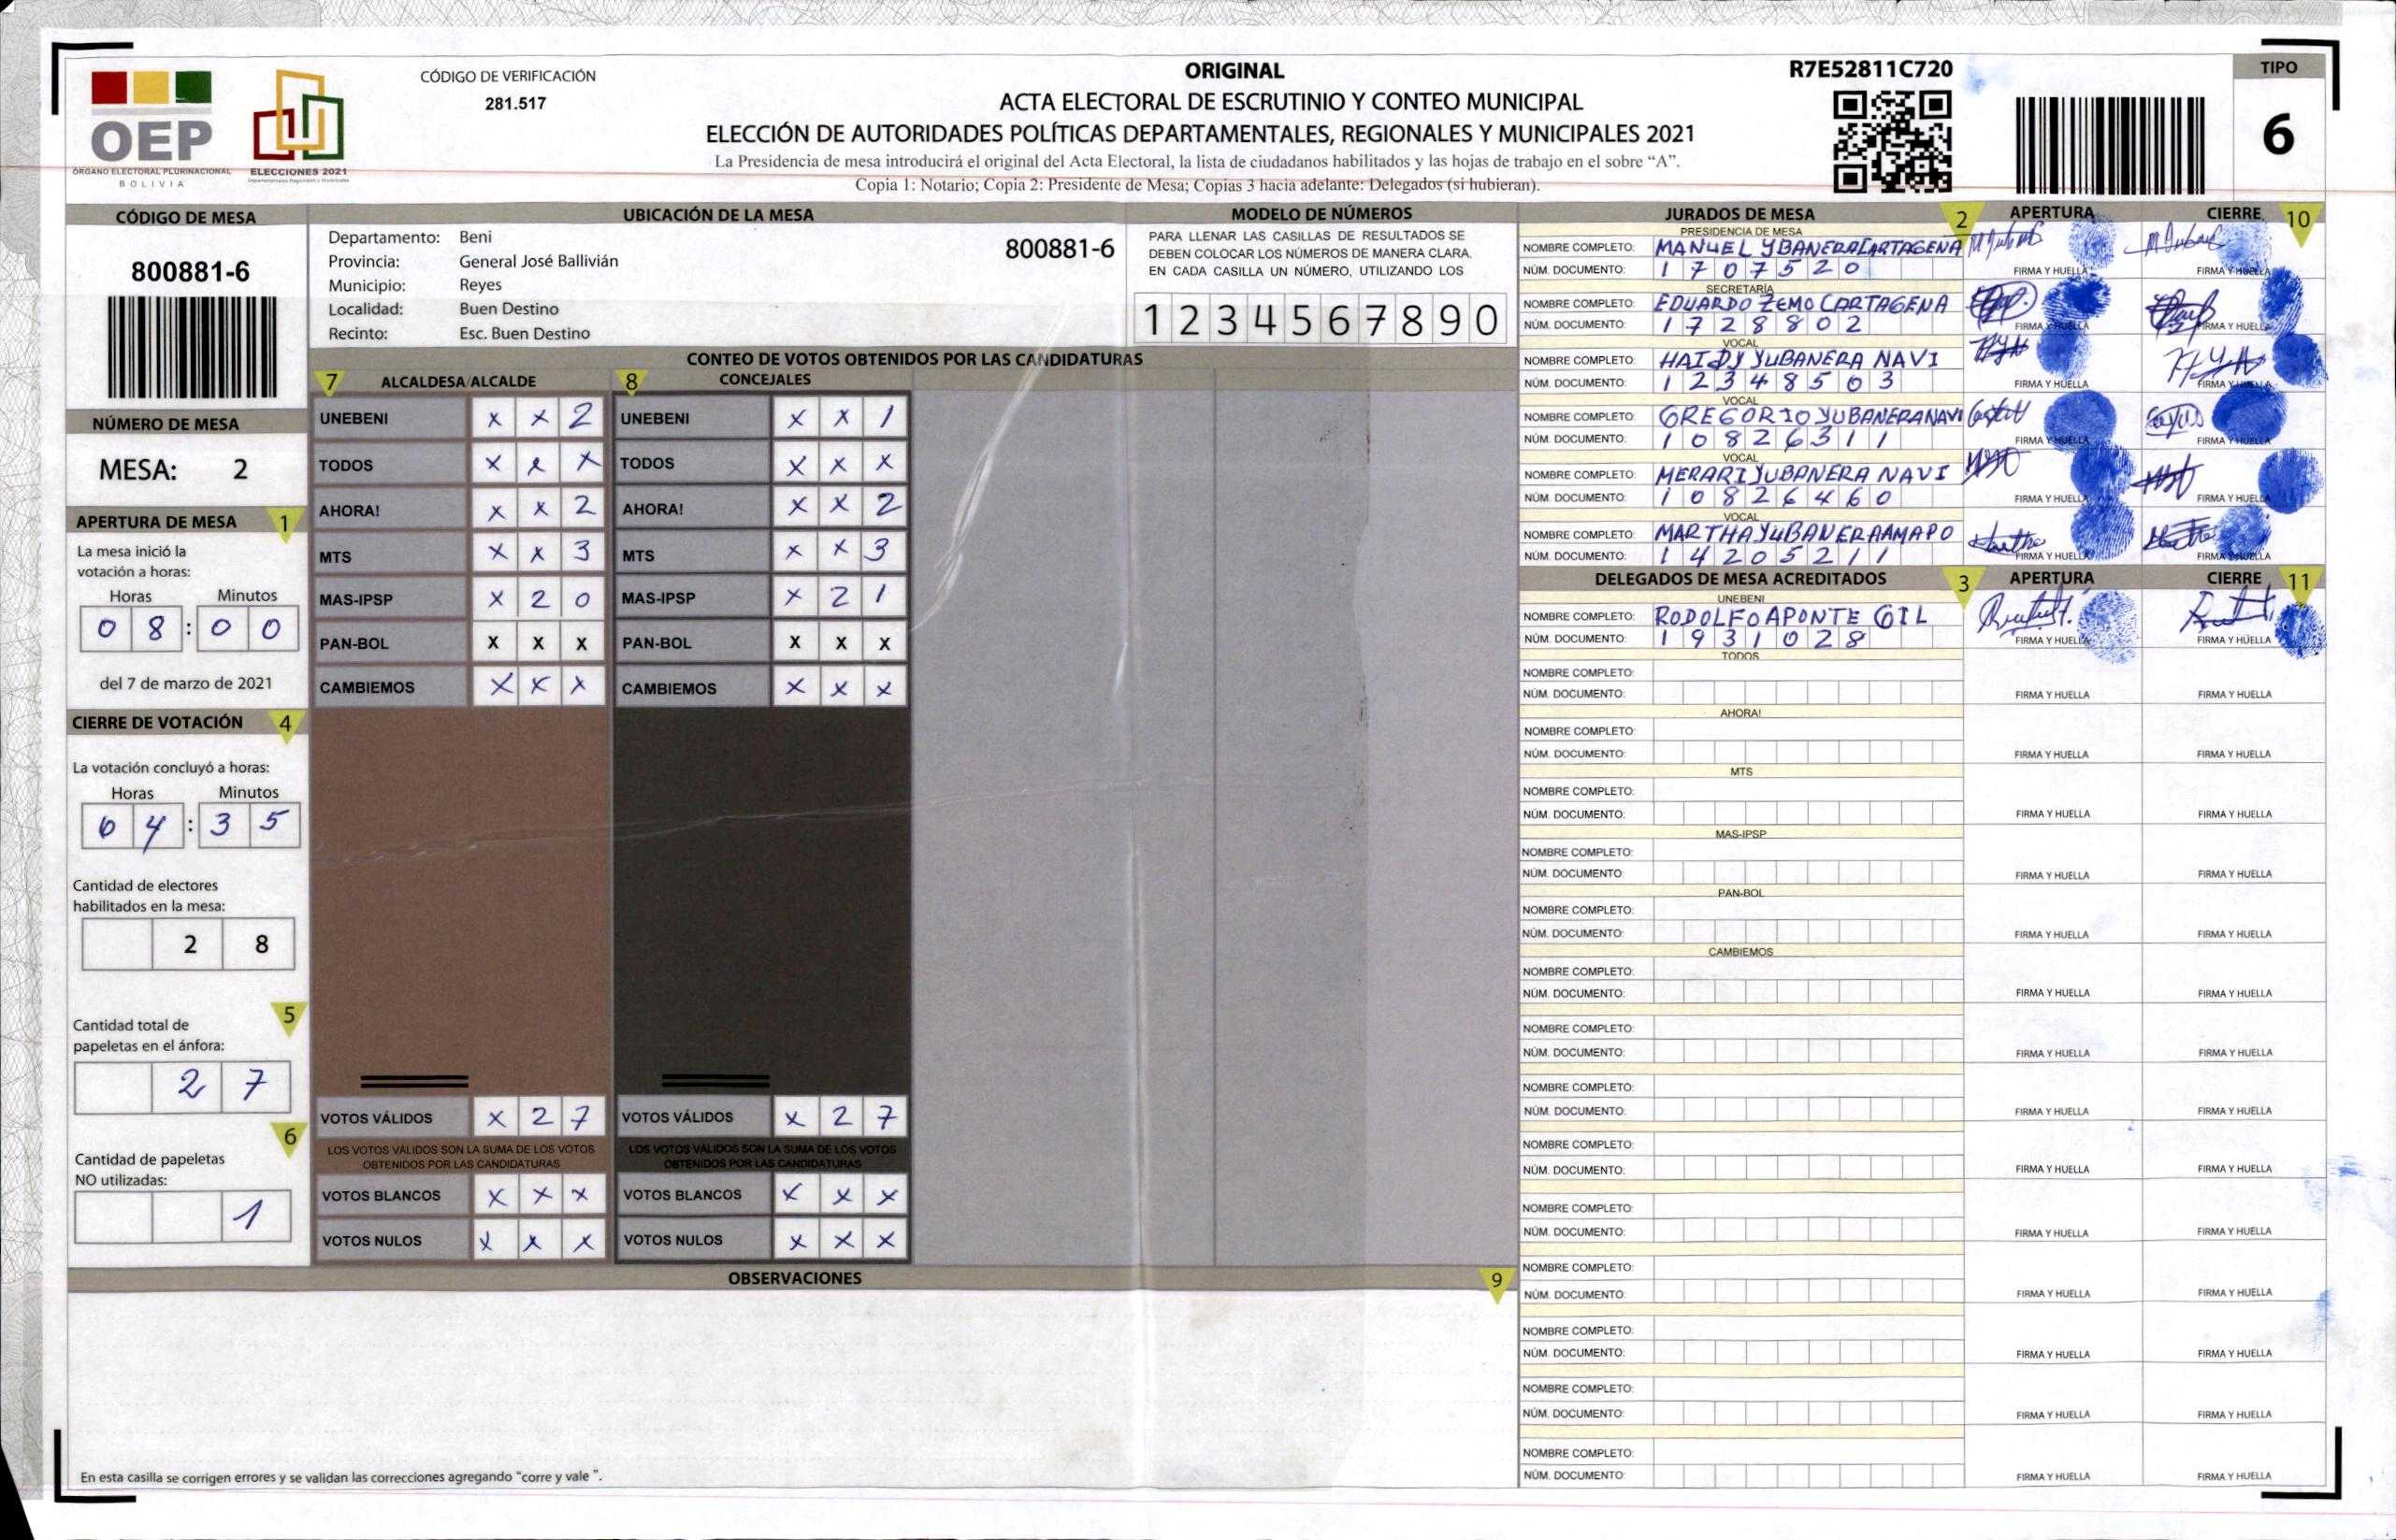 OEP
ÓRGANO ELECTORAL PLURINACIONAL
BOLIVIA
ELECCIONES 2021
CÓDIGO DE VERIFICACIÓN
281.517
ORIGINAL
ACTA ELECTORAL DE ESCRUTINIO Y CONTEO MUNICIPAL
ELECCIÓN DE AUTORIDADES POLÍTICAS DEPARTAMENTALES, REGIONALES Y MUNICIPALES 2021
La Presidencia de mesa introducirá el original del Acta Electoral, la lista de ciudadanos habilitados y las hojas de trabajo en el sobre “A”.
Copia 1: Notario; Copia 2: Presidente de Mesa; Copias 3 hacia adelante: Delegados (si hubieran).
R7E52811C720
TIPO
6
CÓDIGO DE MESA
800881-6
NÚMERO DE MESA
MESA: 2
APERTURA DE MESA 1
La mesa inició la
votación a horas:
Horas Minutos
0 8 : 0 0
del 7 de marzo de 2021
CIERRE DE VOTACIÓN 4
La votación concluyó a horas:
Horas Minutos
0 4 : 3 5
Cantidad de electores
habilitados en la mesa:
2 8
5
Cantidad total de
papeletas en el ánfora:
2 7
6
Cantidad de papeletas
NO utilizadas:
1
UBICACIÓN DE LA MESA
Departamento: Beni
Provincia: General José Ballivián
Municipio: Reyes
Localidad: Buen Destino
Recinto: Esc. Buen Destino
800881-6
MODELO DE NÚMEROS
PARA LLENAR LAS CASILLAS DE RESULTADOS SE
DEBEN COLOCAR LOS NÚMEROS DE MANERA CLARA.
EN CADA CASILLA UN NÚMERO, UTILIZANDO LOS
1 2 3 4 5 6 7 8 9 0
CONTEO DE VOTOS OBTENIDOS POR LAS CANDIDATURAS
7 ALCALDESA/ALCALDE 8 CONCEJALES
UNEBENI X X 2 UNEBENI X X 1
TODOS X X X TODOS X X X
AHORA! X X 2 AHORA! X X 2
MTS X X 3 MTS X X 3
MAS-IPSP X 2 0 MAS-IPSP X 2 1
PAN-BOL X X X PAN-BOL X X X
CAMBIEMOS X X X CAMBIEMOS X X X
VOTOS VÁLIDOS X 2 7 VOTOS VÁLIDOS X 2 7
LOS VOTOS VÁLIDOS SON LA SUMA DE LOS VOTOS LOS VOTOS VÁLIDOS SON LA SUMA DE LOS VOTOS
OBTENIDOS POR LAS CANDIDATURAS OBTENIDOS POR LAS CANDIDATURAS
VOTOS BLANCOS X X X VOTOS BLANCOS X X X
VOTOS NULOS X X X VOTOS NULOS X X X
OBSERVACIONES 9
En esta casilla se corrigen errores y se validan las correcciones agregando "corre y vale ".
JURADOS DE MESA 2 APERTURA CIERRE 10
PRESIDENCIA DE MESA
NOMBRE COMPLETO: MANUEL YBANERA CARTAGENA
NÚM. DOCUMENTO: 1707520 FIRMA Y HUELLA FIRMA Y HUELLA
SECRETARÍA
NOMBRE COMPLETO: EDUARDO ZEMO CARTAGENA
NÚM. DOCUMENTO: 1728802 FIRMA Y HUELLA FIRMA Y HUELLA
VOCAL
NOMBRE COMPLETO: HAIDY YUBANERA NAVI
NÚM. DOCUMENTO: 12348503 FIRMA Y HUELLA FIRMA Y HUELLA
VOCAL
NOMBRE COMPLETO: GREGORIO YUBANERA NAVI
NÚM. DOCUMENTO: 10826311 FIRMA Y HUELLA FIRMA Y HUELLA
VOCAL
NOMBRE COMPLETO: MERARI YUBANERA NAVI
NÚM. DOCUMENTO: 10826460 FIRMA Y HUELLA FIRMA Y HUELLA
VOCAL
NOMBRE COMPLETO: MARTHA YUBANERA AMAPO
NÚM. DOCUMENTO: 14205211 FIRMA Y HUELLA FIRMA Y HUELLA
DELEGADOS DE MESA ACREDITADOS 3 APERTURA CIERRE 11
UNEBENI
NOMBRE COMPLETO: RODOLFO APONTE GIL
NÚM. DOCUMENTO: 1931028 FIRMA Y HUELLA FIRMA Y HUELLA
TODOS
NOMBRE COMPLETO:
NÚM. DOCUMENTO: FIRMA Y HUELLA FIRMA Y HUELLA
AHORA!
NOMBRE COMPLETO:
NÚM. DOCUMENTO: FIRMA Y HUELLA FIRMA Y HUELLA
MTS
NOMBRE COMPLETO:
NÚM. DOCUMENTO: FIRMA Y HUELLA FIRMA Y HUELLA
MAS-IPSP
NOMBRE COMPLETO:
NÚM. DOCUMENTO: FIRMA Y HUELLA FIRMA Y HUELLA
PAN-BOL
NOMBRE COMPLETO:
NÚM. DOCUMENTO: FIRMA Y HUELLA FIRMA Y HUELLA
CAMBIEMOS
NOMBRE COMPLETO:
NÚM. DOCUMENTO: FIRMA Y HUELLA FIRMA Y HUELLA
NOMBRE COMPLETO:
NÚM. DOCUMENTO: FIRMA Y HUELLA FIRMA Y HUELLA
NOMBRE COMPLETO:
NÚM. DOCUMENTO: FIRMA Y HUELLA FIRMA Y HUELLA
NOMBRE COMPLETO:
NÚM. DOCUMENTO: FIRMA Y HUELLA FIRMA Y HUELLA
NOMBRE COMPLETO:
NÚM. DOCUMENTO: FIRMA Y HUELLA FIRMA Y HUELLA
NOMBRE COMPLETO:
NÚM. DOCUMENTO: FIRMA Y HUELLA FIRMA Y HUELLA
NOMBRE COMPLETO:
NÚM. DOCUMENTO: FIRMA Y HUELLA FIRMA Y HUELLA
NOMBRE COMPLETO:
NÚM. DOCUMENTO: FIRMA Y HUELLA FIRMA Y HUELLA
NOMBRE COMPLETO:
NÚM. DOCUMENTO: FIRMA Y HUELLA FIRMA Y HUELLA